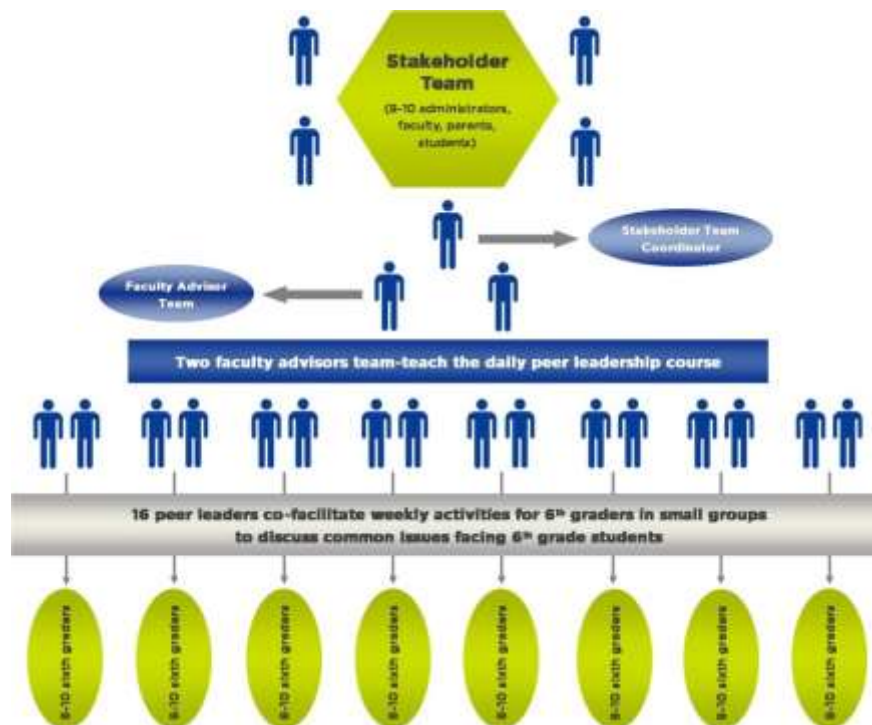 Stakeholder
Team
(8-10 administrators,
faculty, parents,
students)
Stakeholder Team
Coordinator
Faculty Advisor
Team
Two faculty advisors team-teach the daily peer leadership course
16 peer leaders co-facilitate weekly activities for 6th graders in small groups
to discuss common issues facing 6th grade students
8-10 sixth graders
8-10 sixth graders
8-10 sixth graders
8-10 sixth graders
8-10 sixth graders
8-10 sixth graders
8-10 sixth graders
8-10 sixth graders